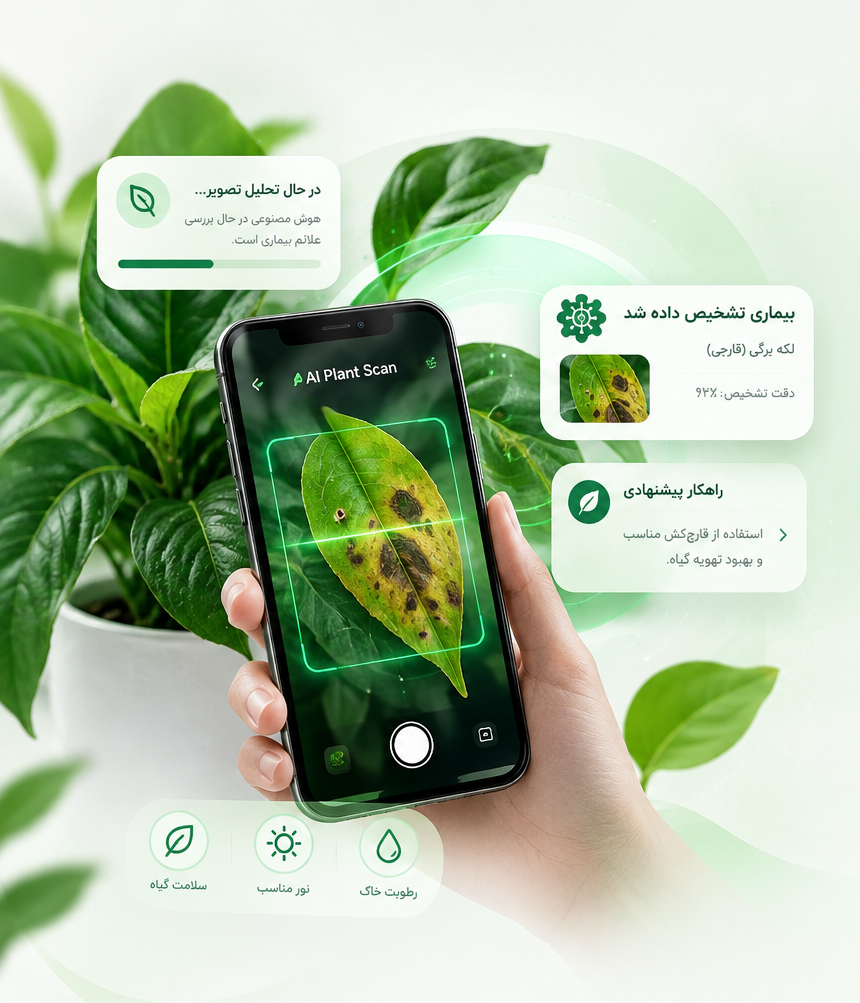 در حال تحلیل تصویر...
هوش مصنوعی در حال بررسی
علائم بیماری است.
بیماری تشخیص داده شد
لکه برگی (قارچی)
دقت تشخیص: ۹۴٪
AI Plant Scan
راهکار پیشنهادی
استفاده از قارچ‌کش مناسب
و بهبود تهویه گیاه.
رطوبت خاک
نور مناسب
سلامت گیاه